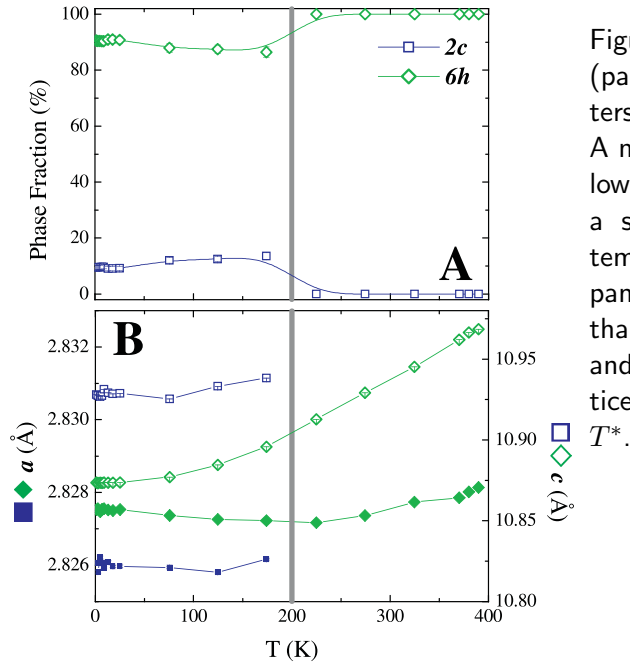 100
80
60
40
20
0
Phase Fraction (%)
2c
6h
A
B
2.832
2.830
2.828
2.826
a (Å)
10.95
10.90
10.85
10.80
c (Å)
0 100 200 300 400
T (K)
Figu
(pa
ters
A m
low
a s
tem
pan
tha
and
tice
T*.